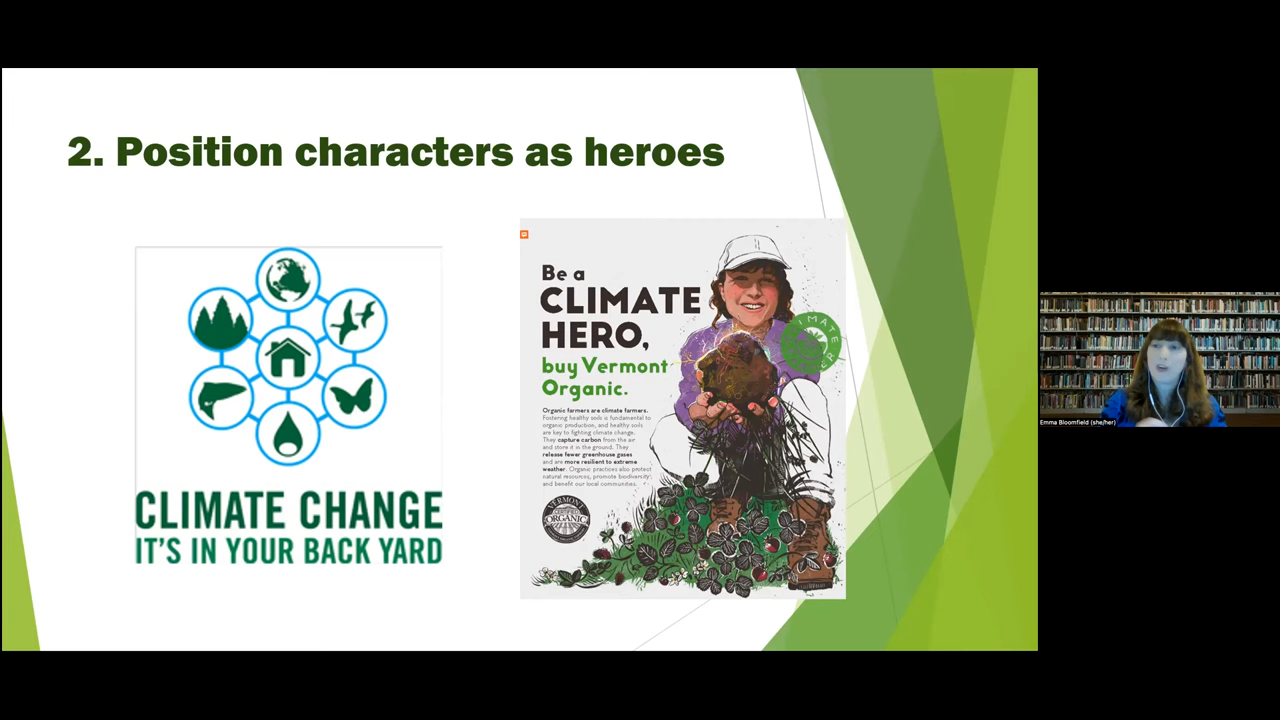 2. Position characters as heroes
CLIMATE CHANGE
IT'S IN YOUR BACK YARD
Be a
CLIMATE
HERO,
buy Vermont
Organic.
Organic farmers are climate farmers.
Fostering healthy soils is fundamental to
organic production, and healthy soils
are key to fighting climate change.
They capture carbon from the air
and store it in the ground. They
release fewer greenhouse gases
and are more resilient to extreme
weather. Organic practices also protect
natural resources, promote biodiversity,
and benefit our local communities.
VERMONT
ORGANIC
CLIMATE
Emma Bloomfield (she/her)